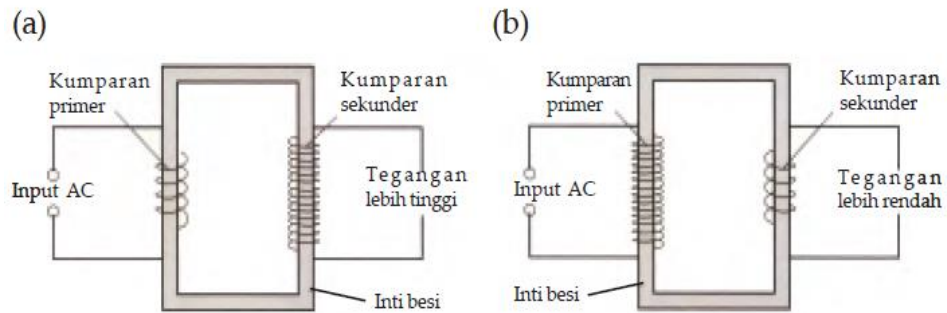 (a)
Kumparan
primer
Kumparan
sekunder
Input AC
Tegangan
lebih tinggi
Inti besi
(b)
Kumparan
primer
Kumparan
sekunder
Input AC
Tegangan
lebih rendah
Inti besi